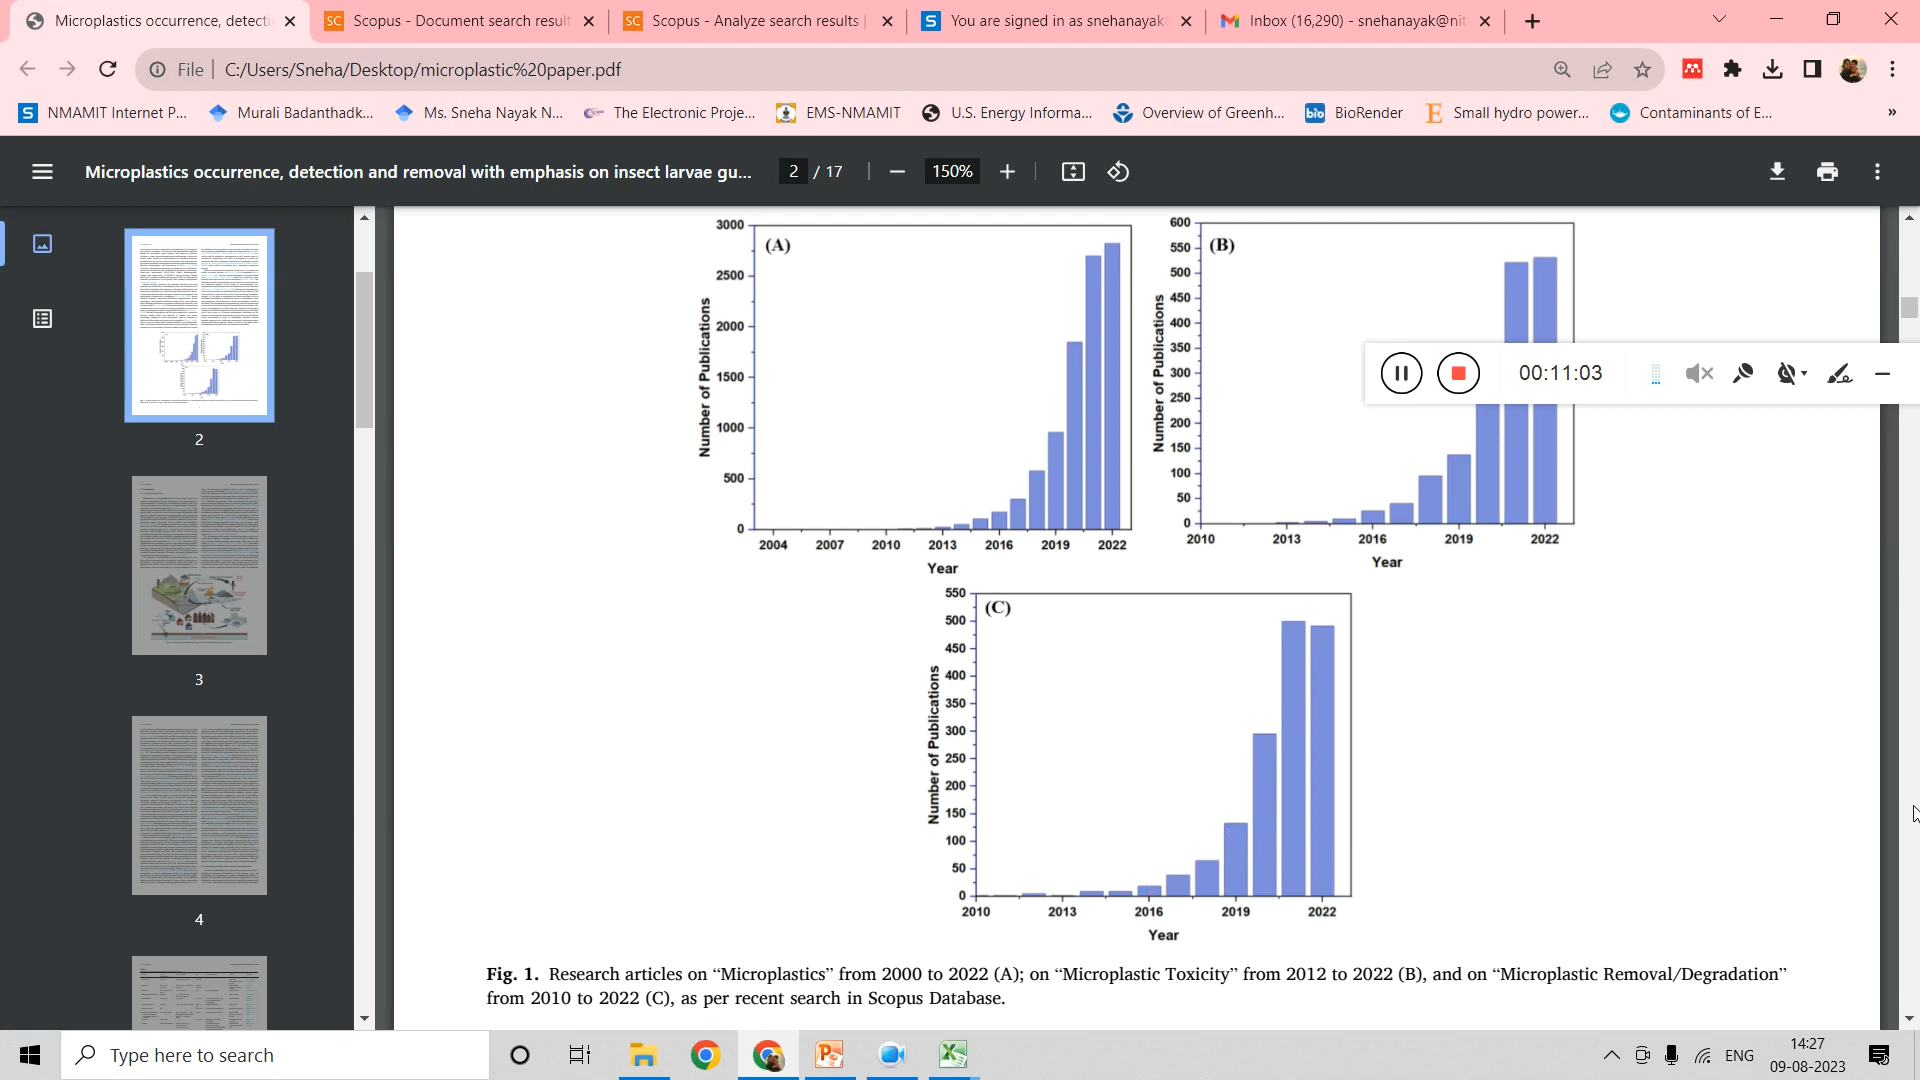 Microplastics occurrence, detecti
Scopus - Document search result
Scopus - Analyze search results |
You are signed in as snehanayak
Inbox (16,290) - snehanayak@nit
File
C:/Users/Sneha/Desktop/microplastic%20paper.pdf
NMAMIT Internet P...
Murali Badanthadk...
Ms. Sneha Nayak N...
The Electronic Proje...
EMS-NMAMIT
U.S. Energy Informa...
Overview of Greenh...
bio BioRender
E Small hydro power...
Contaminants of E...
»
Microplastics occurrence, detection and removal with emphasis on insect larvae gu...
2 / 17
150%
2
3
4
(A)
Number of Publications
3000
2500
2000
1500
1000
500
0
2004 2007 2010 2013 2016 2019 2022
Year
(B)
Number of Publications
600
550
500
450
400
350
300
250
200
150
100
50
0
2010 2013 2016 2019 2022
Year
00:11:03
(C)
Number of Publications
550
500
450
400
350
300
250
200
150
100
50
0
2010 2013 2016 2019 2022
Year
Fig. 1. Research articles on “Microplastics” from 2000 to 2022 (A); on “Microplastic Toxicity” from 2012 to 2022 (B), and on “Microplastic Removal/Degradation”
from 2010 to 2022 (C), as per recent search in Scopus Database.
Type here to search
ENG
14:27
09-08-2023